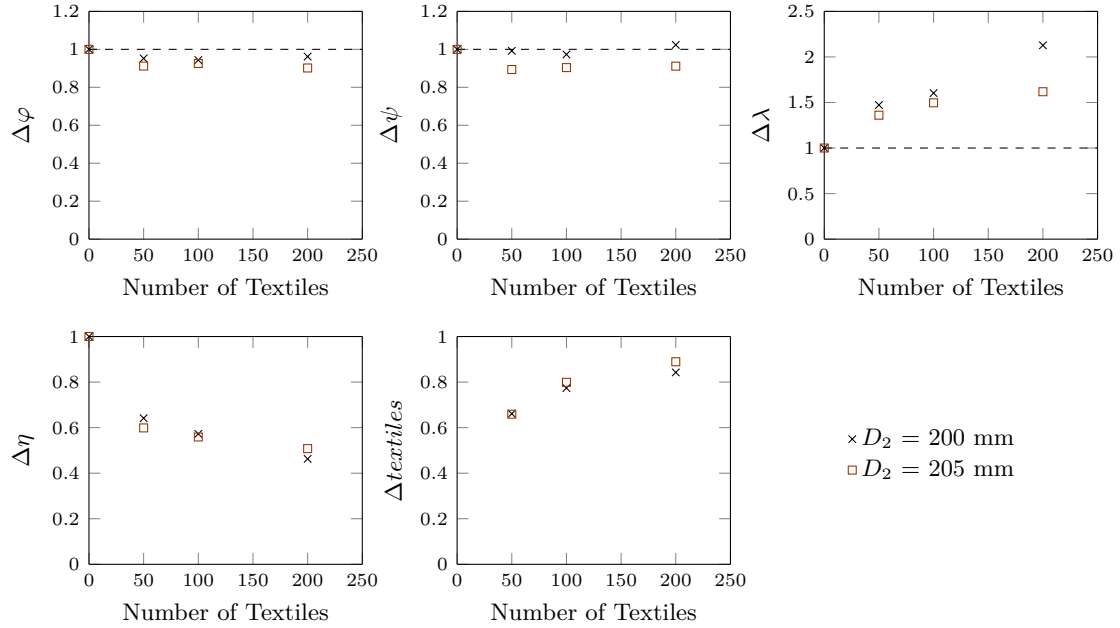 1.2
1
0.8
0.6
0.4
0.2
0
Δφ
0 50 100 150 200 250
Number of Textiles
1.2
1
0.8
0.6
0.4
0.2
0
Δψ
0 50 100 150 200 250
Number of Textiles
2.5
2
1.5
1
0.5
0
Δλ
0 50 100 150 200 250
Number of Textiles
1
0.8
0.6
0.4
0.2
0
Δη
0 50 100 150 200 250
Number of Textiles
1
0.8
0.6
0.4
0.2
0
Δtextiles
0 50 100 150 200 250
Number of Textiles
D₂ = 200 mm
D₂ = 205 mm